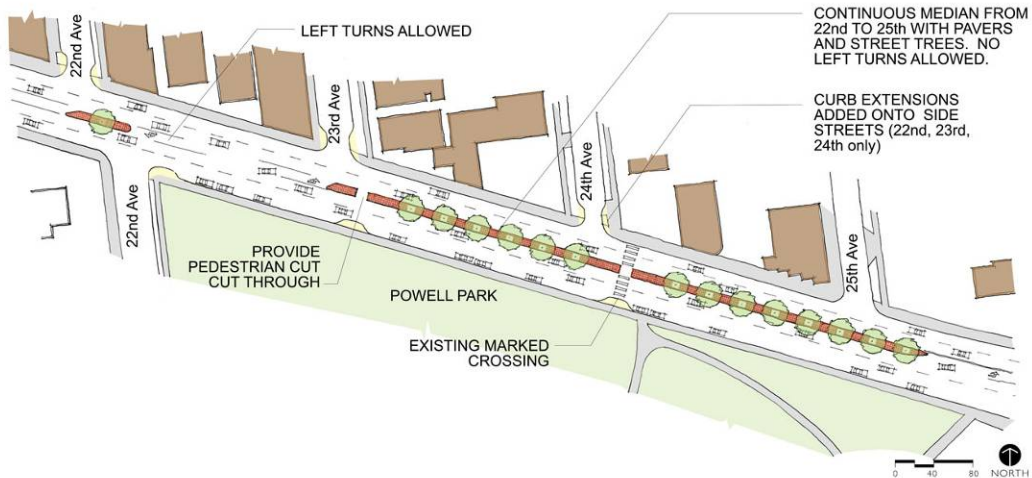 22nd Ave
LEFT TURNS ALLOWED
23rd Ave
CONTINUOUS MEDIAN FROM
22nd TO 25th WITH PAVERS
AND STREET TREES. NO
LEFT TURNS ALLOWED.
CURB EXTENSIONS
ADDED ONTO SIDE
STREETS (22nd, 23rd,
24th only)
24th Ave
25th Ave
22nd Ave
PROVIDE
PEDESTRIAN CUT
CUT THROUGH
POWELL PARK
EXISTING MARKED
CROSSING
0 40 80
NORTH